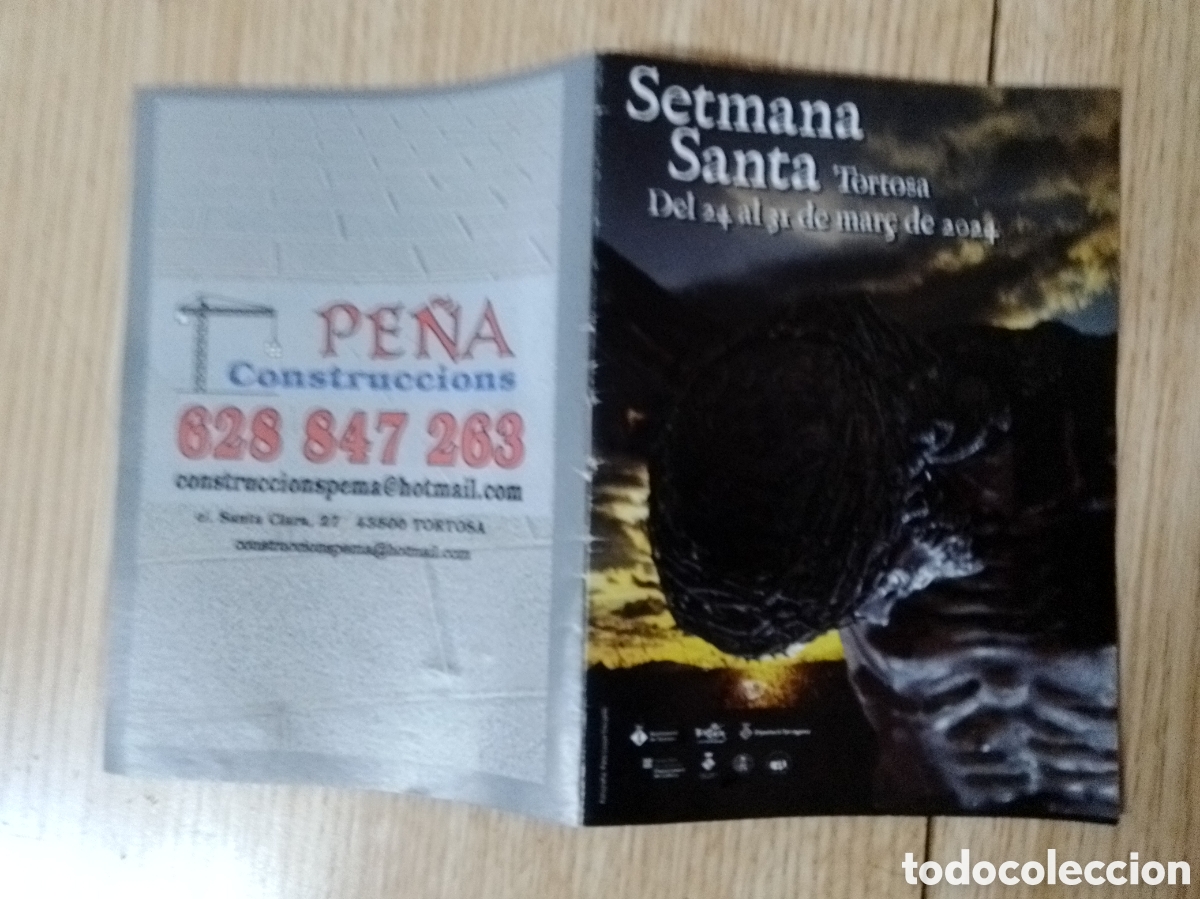 PEÑA
Construccions
628 847 263
construccionspema@hotmail.com
c/. Santa Clara, 27 43500 TORTOSA
construccionspema@hotmail.com
Setmana
Santa Tortosa
Del 24 al 31 de març de 2024
todocoleccion